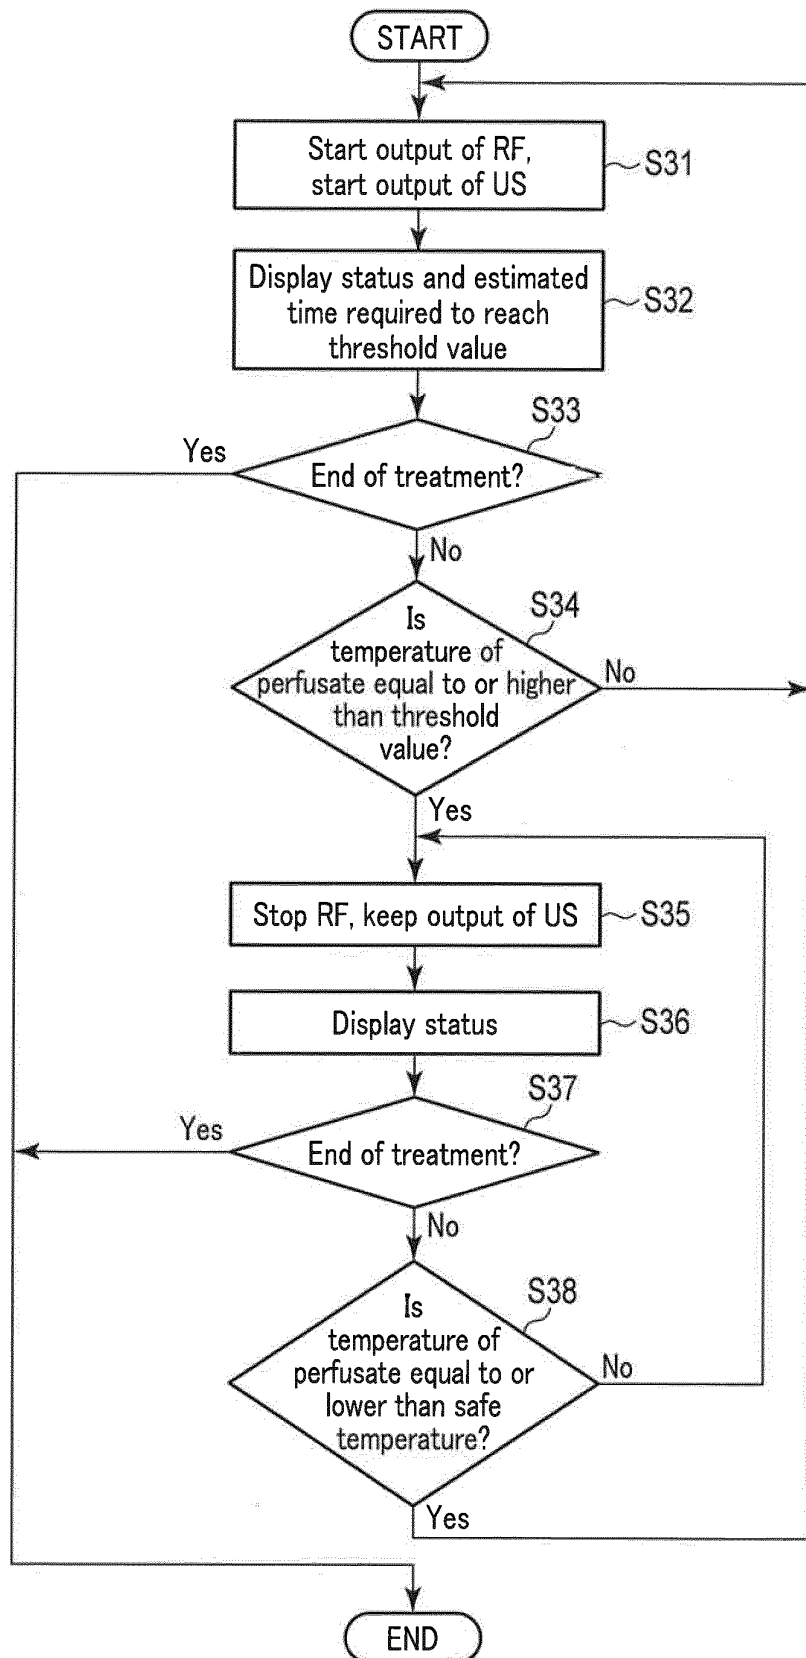 START
Start output of RF,
start output of US
S31
Display status and estimated
time required to reach
threshold value
S32
S33
Yes
End of treatment?
No
S34
Is
temperature of
perfusate equal to or higher
than threshold
value?
No
Yes
Stop RF, keep output of US
S35
Display status
S36
S37
Yes
End of treatment?
No
S38
Is
temperature of
perfusate equal to or
lower than safe
temperature?
No
Yes
END